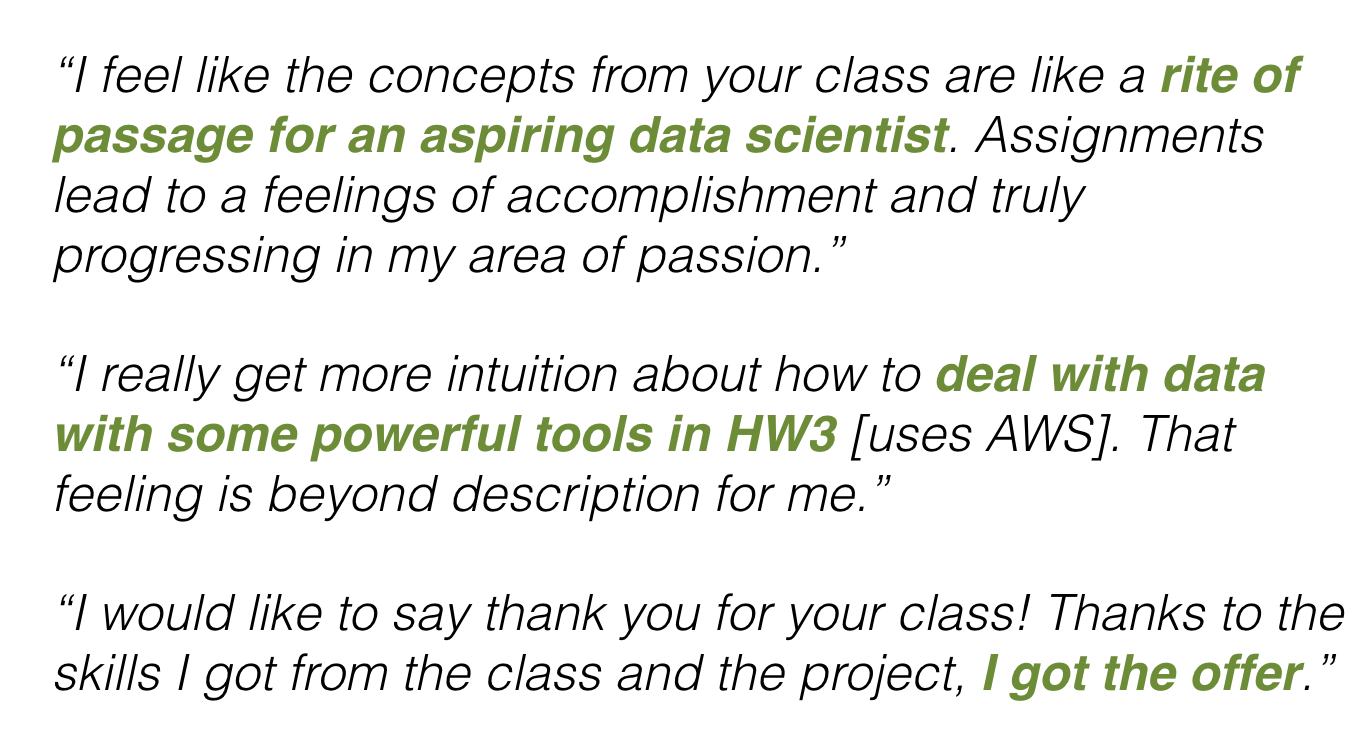 “I feel like the concepts from your class are like a rite of
passage for an aspiring data scientist. Assignments
lead to a feelings of accomplishment and truly
progressing in my area of passion.”
“I really get more intuition about how to deal with data
with some powerful tools in HW3 [uses AWS]. That
feeling is beyond description for me.”
“I would like to say thank you for your class! Thanks to the
skills I got from the class and the project, I got the offer.”